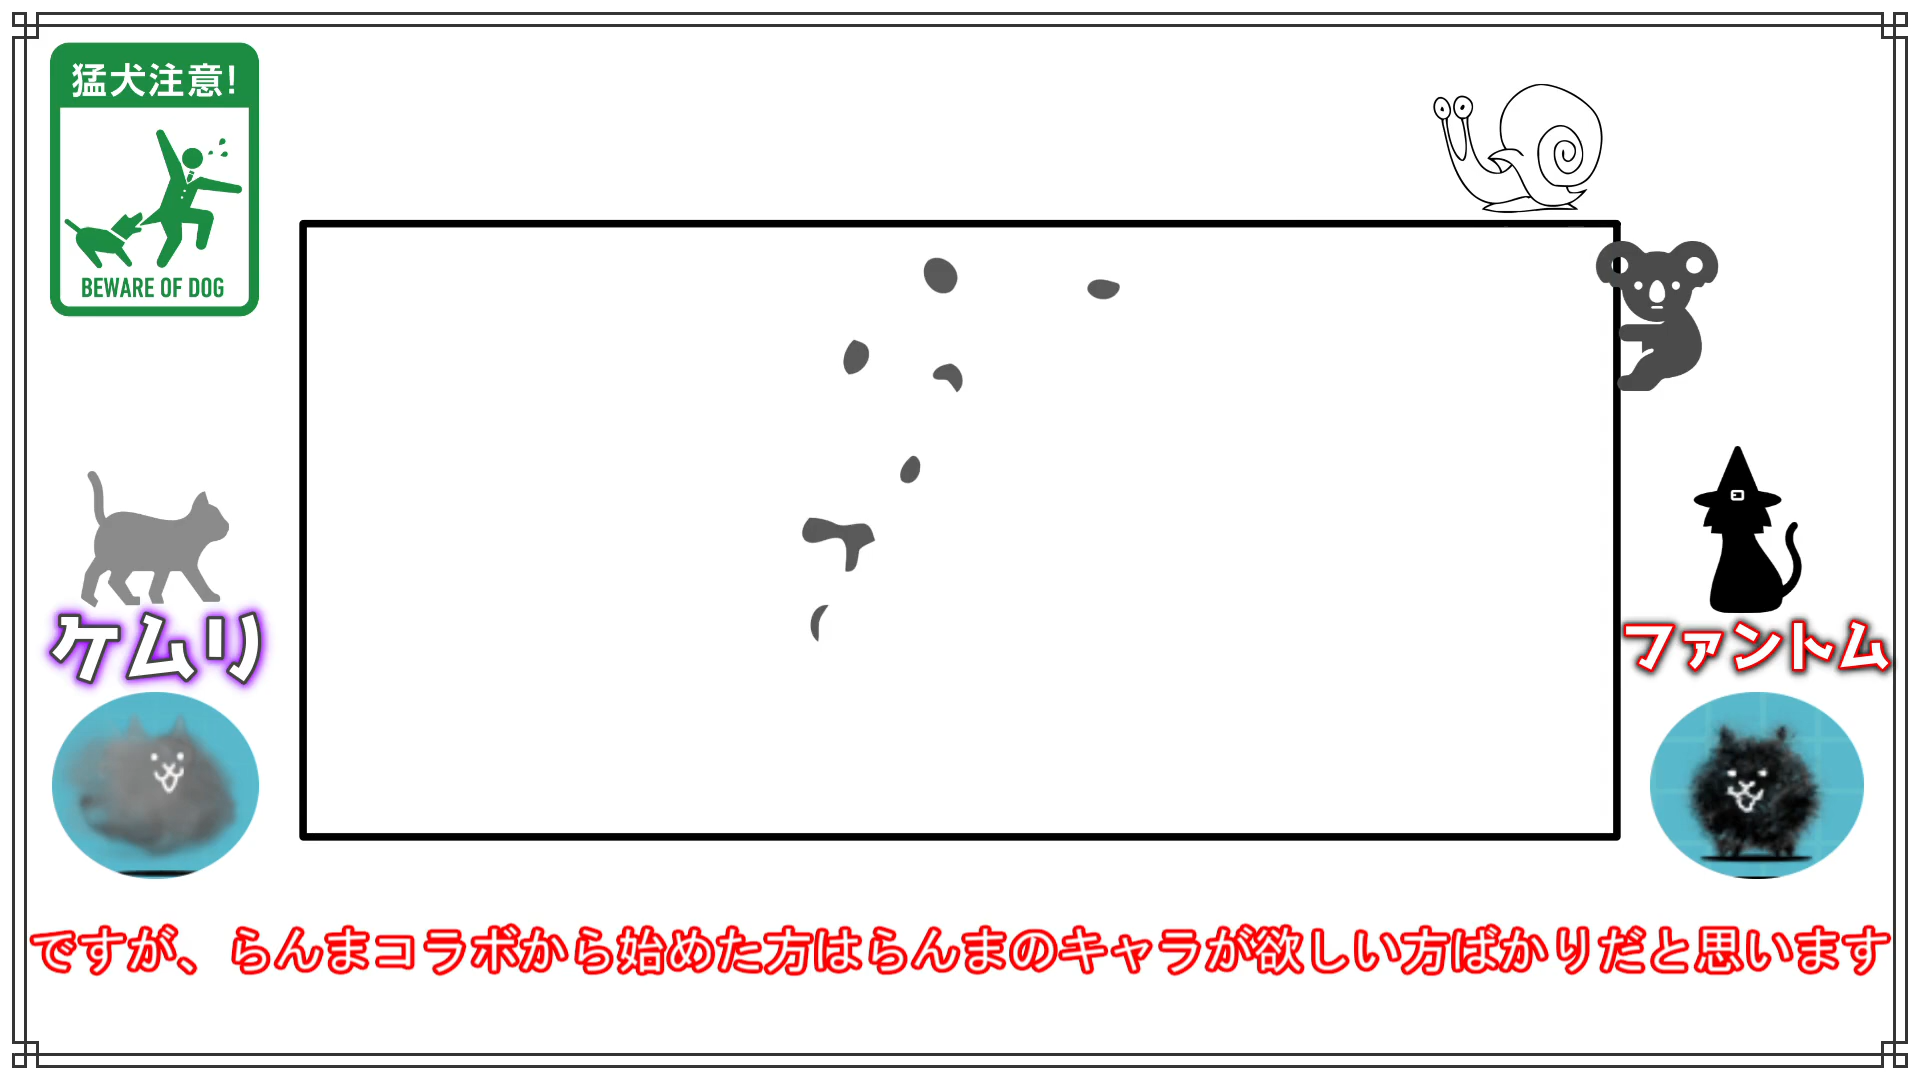 猛犬注意!
BEWARE OF DOG
ケムリ
ファントム
ですが、らんまコラボから始めた方はらんまのキャラが欲しい方ばかりだと思います